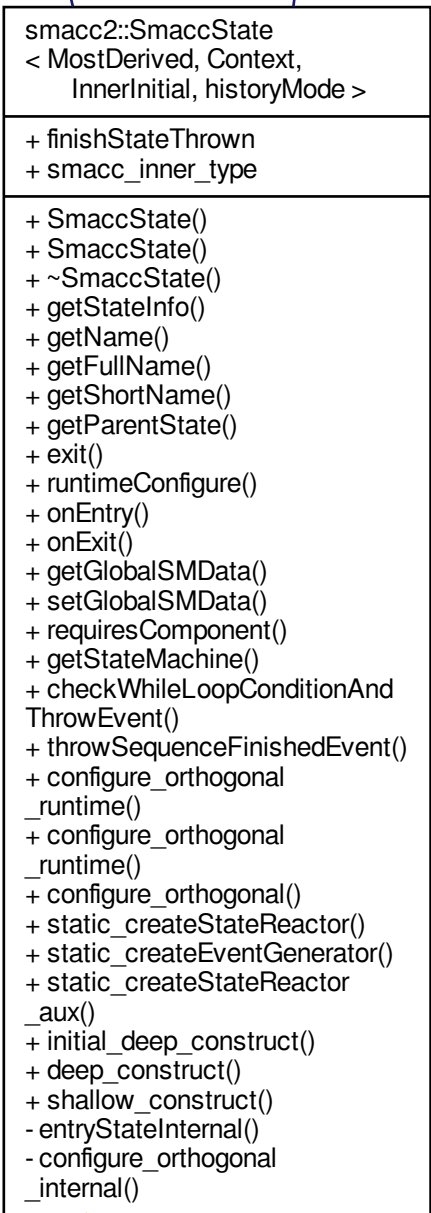 smacc2::SmaccState
< MostDerived, Context,
InnerInitial, historyMode >
+ finishStateThrown
+ smacc_inner_type
+ SmaccState()
+ SmaccState()
+ ~SmaccState()
+ getStateInfo()
+ getName()
+ getFullName()
+ getShortName()
+ getParentState()
+ exit()
+ runtimeConfigure()
+ onEntry()
+ onExit()
+ getGlobalSMData()
+ setGlobalSMData()
+ requiresComponent()
+ getStateMachine()
+ checkWhileLoopConditionAnd
ThrowEvent()
+ throwSequenceFinishedEvent()
+ configure_orthogonal
_runtime()
+ configure_orthogonal
_runtime()
+ configure_orthogonal()
+ static_createStateReactor()
+ static_createEventGenerator()
+ static_createStateReactor
_aux()
+ initial_deep_construct()
+ deep_construct()
+ shallow_construct()
- entryStateInternal()
- configure_orthogonal
_internal()